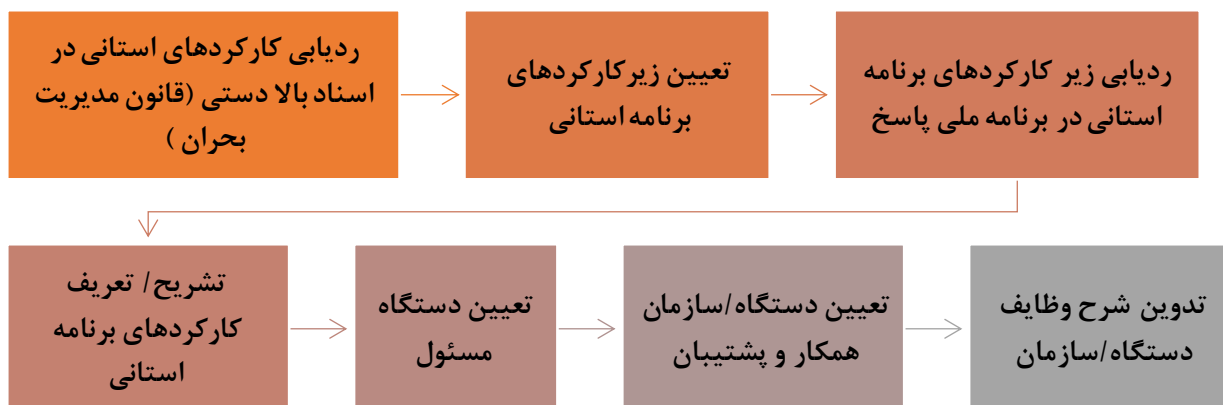 ردیابی کارکردهای استانی در
اسناد بالا دستی (قانون مدیریت
بحران )
تعیین زیرکارکردهای
برنامه استانی
ردیابی زیر کارکردهای برنامه
استانی در برنامه ملی پاسخ
تشریح/ تعریف
کارکردهای برنامه
استانی
تعیین دستگاه
مسئول
تعیین دستگاه/سازمان
همکار و پشتیبان
تدوین شرح وظایف
دستگاه/سازمان